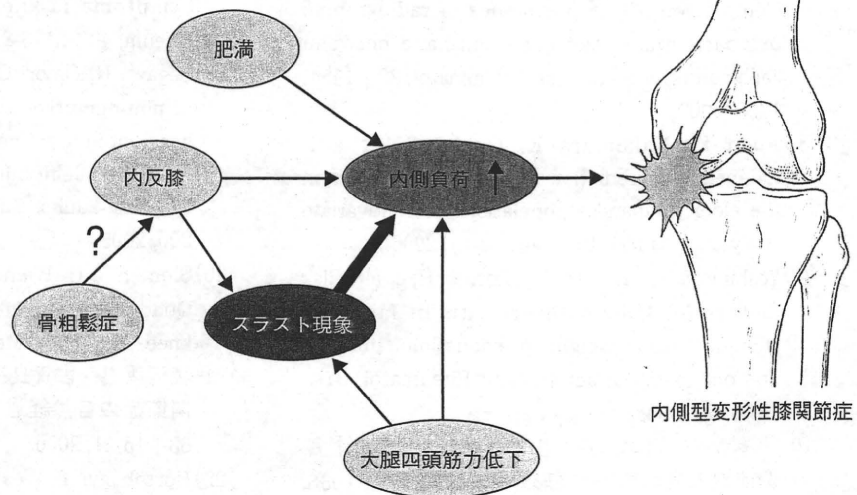 肥満
内反膝
内側負荷 ↑
?
骨粗鬆症
スラスト現象
大腿四頭筋力低下
内側型変形性膝関節症